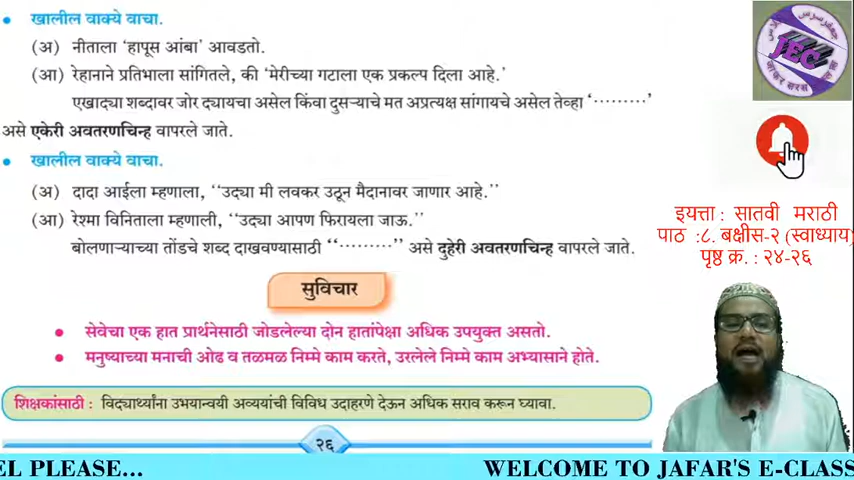 खालील वाक्ये वाचा.
(अ) नीताला ‘हापूस आंबा’ आवडतो.
(आ) रेहानाने प्रतिभाला सांगितले, की ‘मेरीच्या गटाला एक प्रकल्प दिला आहे.’
एखाद्या शब्दावर जोर द्यायचा असेल किंवा दुसऱ्याचे मत अप्रत्यक्ष सांगायचे असेल तेव्हा ‘.........’
असे एकेरी अवतरणचिन्ह वापरले जाते.
खालील वाक्ये वाचा.
(अ) दादा आईला म्हणाला, ‘‘उद्या मी लवकर उठून मैदानावर जाणार आहे.’’
(आ) रेश्मा विनिताला म्हणाली, ‘‘उद्या आपण फिरायला जाऊ.’’
बोलणाऱ्याच्या तोंडचे शब्द दाखवण्यासाठी ‘‘.........’’ असे दुहेरी अवतरणचिन्ह वापरले जाते.
सुविचार
सेवेचा एक हात प्रार्थनेसाठी जोडलेल्या दोन हातांपेक्षा अधिक उपयुक्त असतो.
मनुष्याच्या मनाची ओढ व तळमळ निम्मे काम करते, उरलेले निम्मे काम अभ्यासाने होते.
शिक्षकांसाठी : विद्यार्थ्यांना उभयान्वयी अव्ययांची विविध उदाहरणे देऊन अधिक सराव करून घ्यावा.
२६
JEC
इयत्ता : सातवी मराठी
पाठ :८. बक्षीस-२ (स्वाध्याय)
पृष्ठ क्र. : २४-२६
EL PLEASE... WELCOME TO JAFAR'S E-CLASS